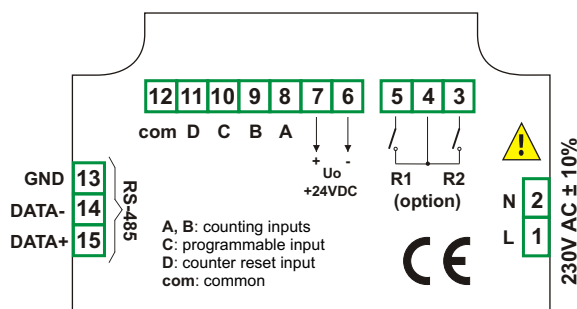 12 11 10 9 8 7 6 5 4 3
com D C B A
+ -
Uo
+24VDC
R1 R2
(option)
!
GND 13
DATA- 14
DATA+ 15
RS-485
A, B: counting inputs
C: programmable input
D: counter reset input
com: common
CE
N 2
L 1
230V AC ± 10%